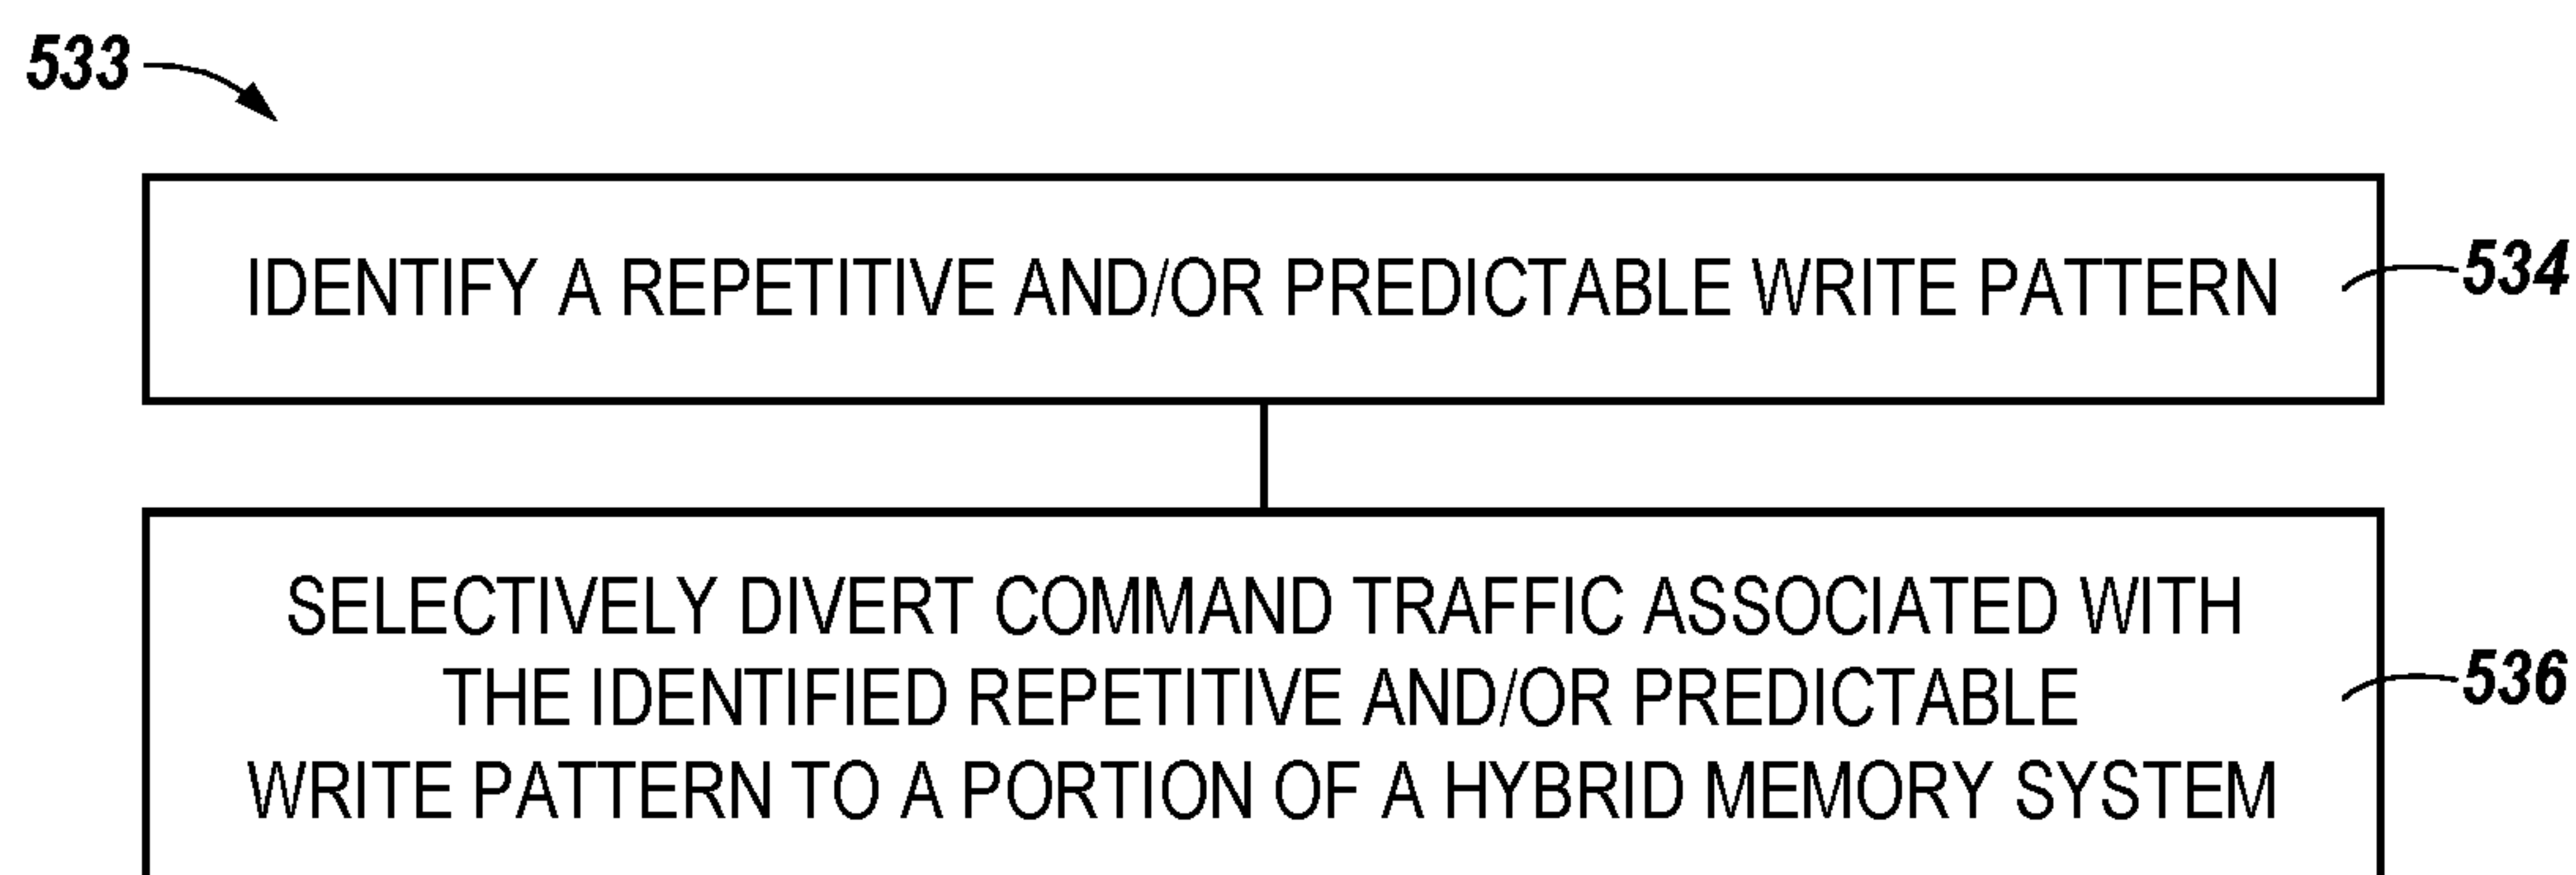 533
IDENTIFY A REPETITIVE AND/OR PREDICTABLE WRITE PATTERN
534
SELECTIVELY DIVERT COMMAND TRAFFIC ASSOCIATED WITH
THE IDENTIFIED REPETITIVE AND/OR PREDICTABLE
WRITE PATTERN TO A PORTION OF A HYBRID MEMORY SYSTEM
536